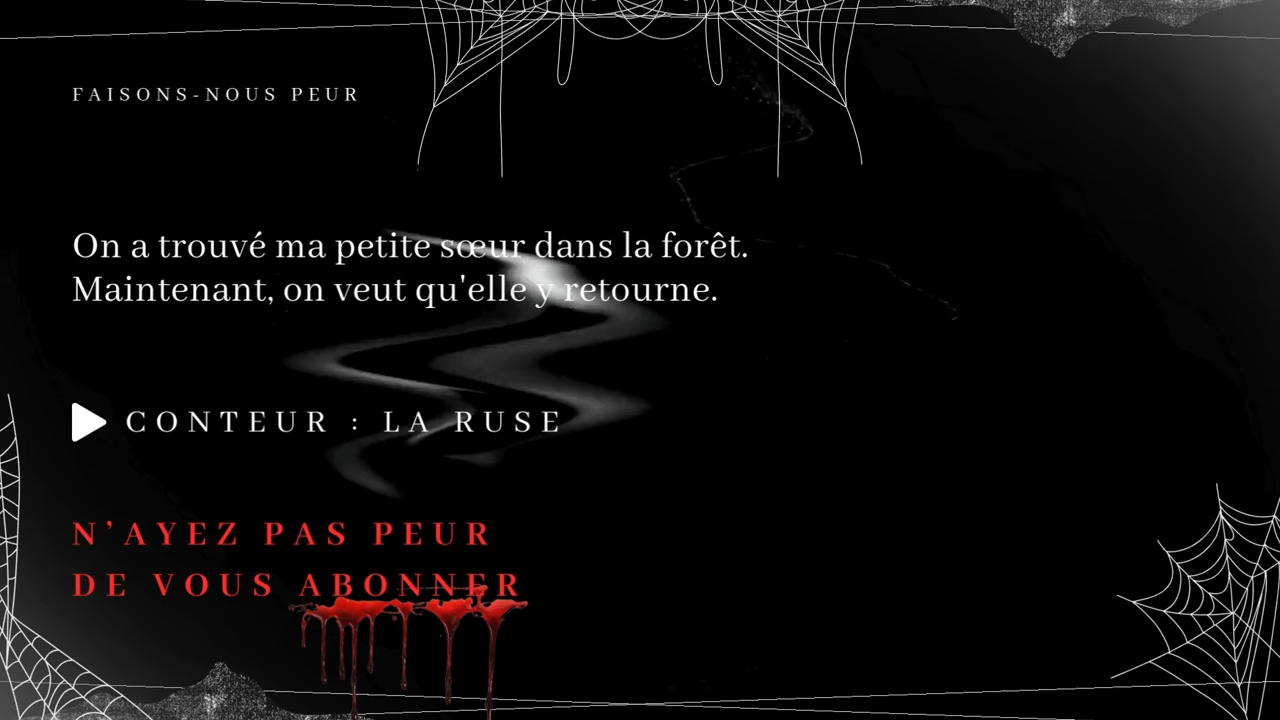 FAISONS-NOUS PEUR
On a trouvé ma petite sœur dans la forêt.
Maintenant, on veut qu'elle y retourne.
CONTEUR : LA RUSE
N’AYEZ PAS PEUR
DE VOUS ABONNER